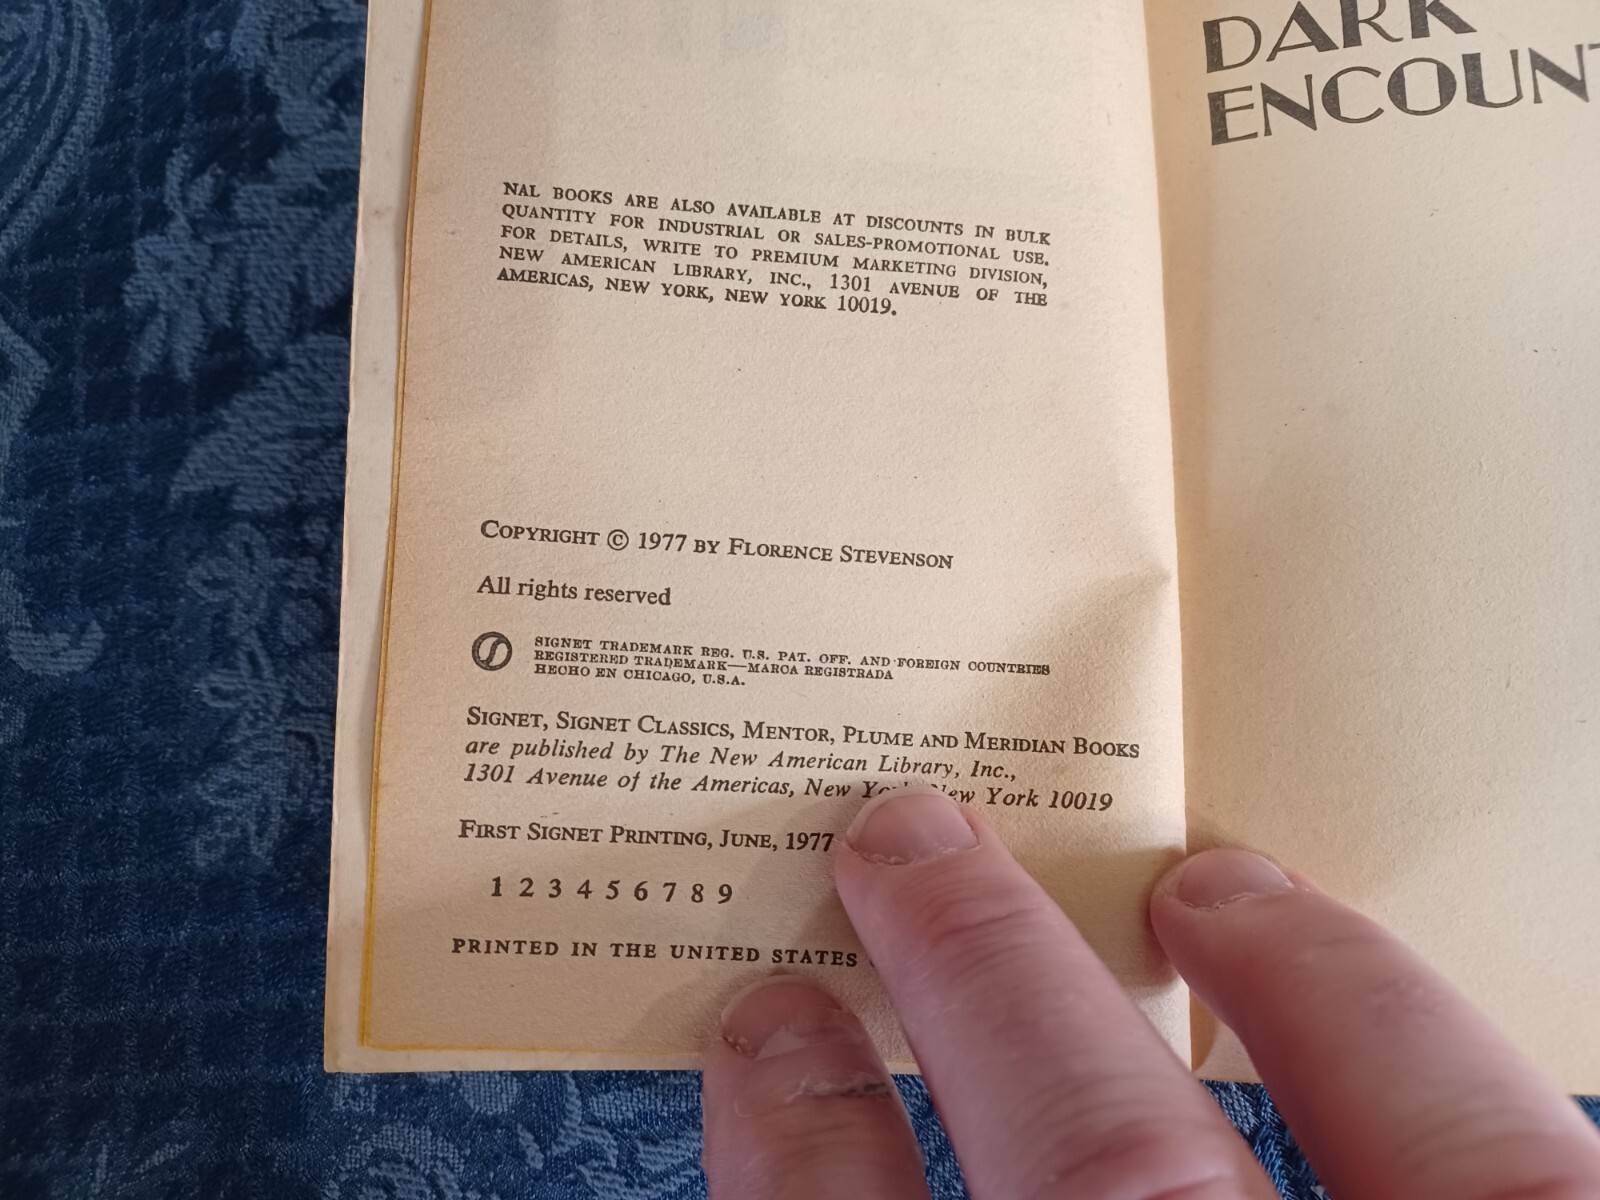 NAL BOOKS ARE ALSO AVAILABLE AT DISCOUNTS IN BULK
QUANTITY FOR INDUSTRIAL OR SALES-PROMOTIONAL USE.
FOR DETAILS, WRITE TO PREMIUM MARKETING DIVISION,
NEW AMERICAN LIBRARY, INC., 1301 AVENUE OF THE
AMERICAS, NEW YORK, NEW YORK 10019.
COPYRIGHT © 1977 BY FLORENCE STEVENSON
All rights reserved
SIGNET TRADEMARK REG. U.S. PAT. OFF. AND FOREIGN COUNTRIES
REGISTERED TRADEMARK—MARCA REGISTRADA
HECHO EN CHICAGO, U.S.A.
SIGNET, SIGNET CLASSICS, MENTOR, PLUME AND MERIDIAN BOOKS
are published by The New American Library, Inc.,
1301 Avenue of the Americas, New York, New York 10019
FIRST SIGNET PRINTING, JUNE, 1977
1 2 3 4 5 6 7 8 9
PRINTED IN THE UNITED STATES
DARK
ENCOUNT